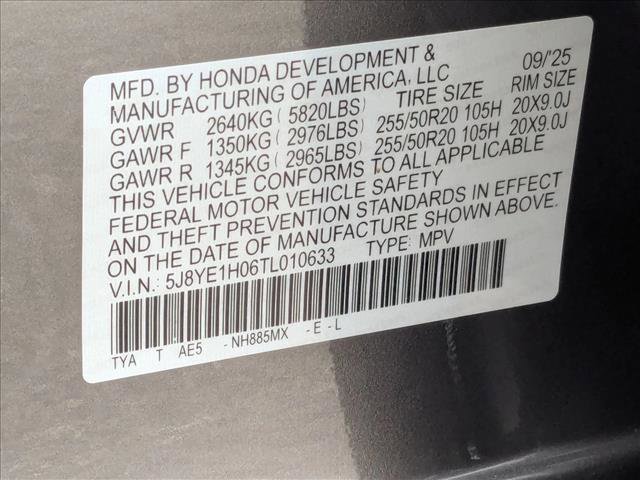 MFD. BY HONDA DEVELOPMENT & 09/'25
MANUFACTURING OF AMERICA, LLC
GVWR 2640KG (5820LBS) TIRE SIZE RIM SIZE
GAWR F 1350KG (2976LBS) 255/50R20 105H 20X9.0J
GAWR R 1345KG (2965LBS) 255/50R20 105H 20X9.0J
THIS VEHICLE CONFORMS TO ALL APPLICABLE
FEDERAL MOTOR VEHICLE SAFETY
AND THEFT PREVENTION STANDARDS IN EFFECT
ON THE DATE OF MANUFACTURE SHOWN ABOVE.
V.I.N. : 5J8YE1H06TL010633 TYPE: MPV
TYA T AE5 -NH885MX -E-L